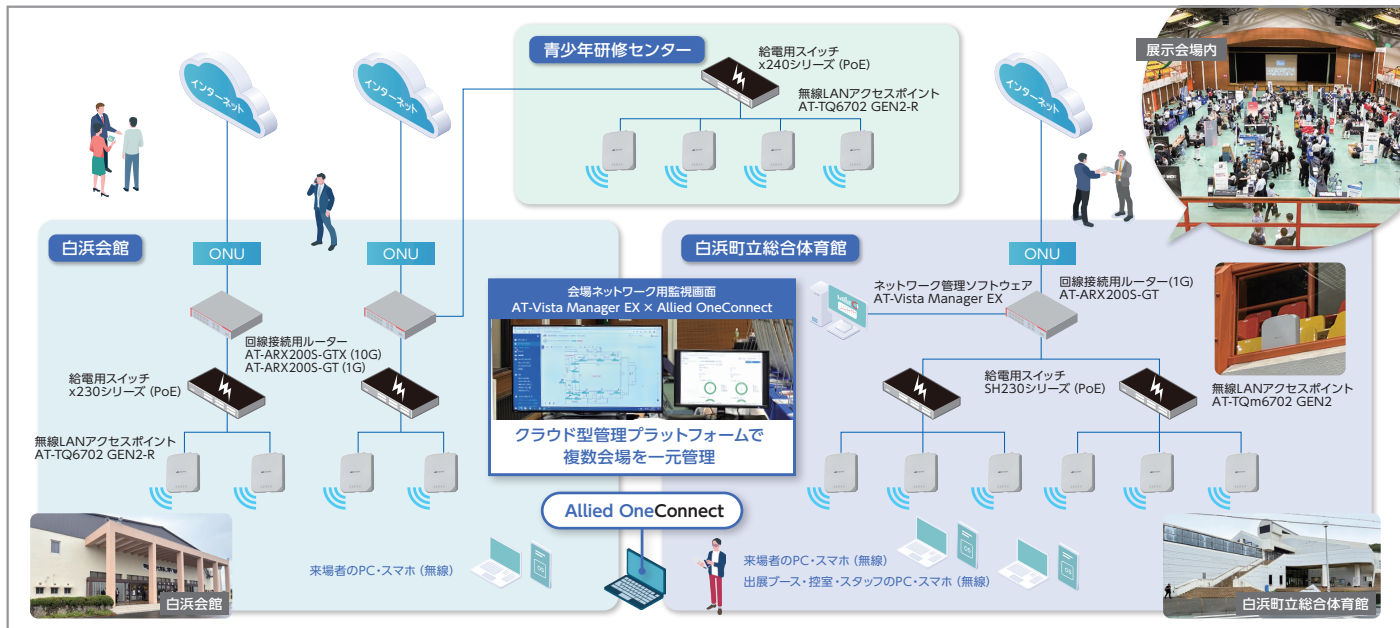 インターネット
インターネット
青少年研修センター
給電用スイッチ
x240シリーズ (PoE)
無線LANアクセスポイント
AT-TQ6702 GEN2-R
インターネット
展示会場内
白浜会館
ONU
ONU
回線接続用ルーター
AT-ARX200S-GTX (10G)
AT-ARX200S-GT (1G)
給電用スイッチ
x230シリーズ (PoE)
無線LANアクセスポイント
AT-TQ6702 GEN2-R
白浜会館
来場者のPC・スマホ (無線)
会場ネットワーク用監視画面
AT-Vista Manager EX × Allied OneConnect
クラウド型管理プラットフォームで
複数会場を一元管理
Allied OneConnect
白浜町立総合体育館
ONU
ネットワーク管理ソフトウェア
AT-Vista Manager EX
回線接続用ルーター(1G)
AT-ARX200S-GT
給電用スイッチ
SH230シリーズ (PoE)
無線LANアクセスポイント
AT-TQm6702 GEN2
来場者のPC・スマホ (無線)
出展ブース・控室・スタッフのPC・スマホ (無線)
白浜町立総合体育館